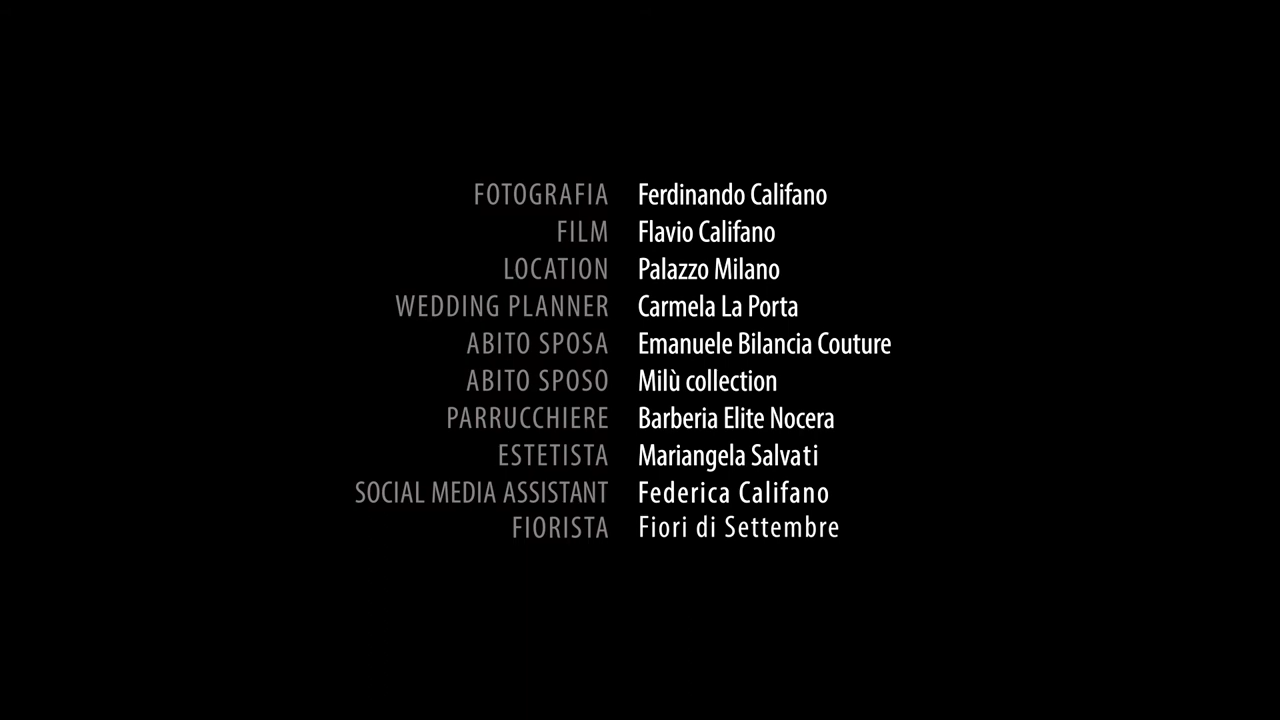 FOTOGRAFIA Ferdinando Califano
FILM Flavio Califano
LOCATION Palazzo Milano
WEDDING PLANNER Carmela La Porta
ABITO SPOSA Emanuele Bilancia Couture
ABITO SPOSO Milù collection
PARRUCCHIERE Barberia Elite Nocera
ESTETISTA Mariangela Salvati
SOCIAL MEDIA ASSISTANT Federica Califano
FIORISTA Fiori di Settembre